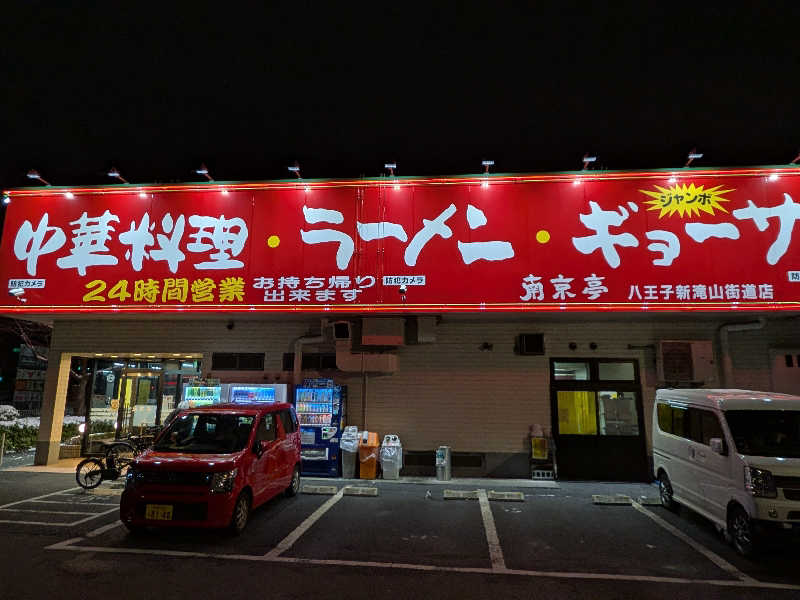 中華料理・ラーメン・ギョーザ
ジャンボ
防犯カメラ
24時間営業
お持ち帰り
出来ます
防犯カメラ
南京亭
八王子新滝山街道店
防犯